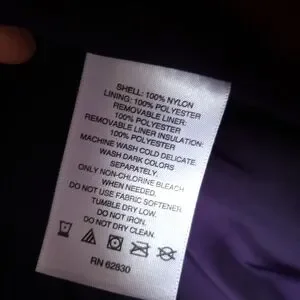 SHELL: 100% NYLON
LINING: 100% POLYESTER
REMOVABLE LINER:
100% POLYESTER
REMOVABLE LINER INSULATION:
100% POLYESTER
MACHINE WASH COLD DELICATE.
WASH DARK COLORS
SEPARATELY.
ONLY NON-CHLORINE BLEACH
WHEN NEEDED.
DO NOT USE FABRIC SOFTENER.
TUMBLE DRY LOW.
DO NOT IRON.
DO NOT DRY CLEAN.
RN 62830